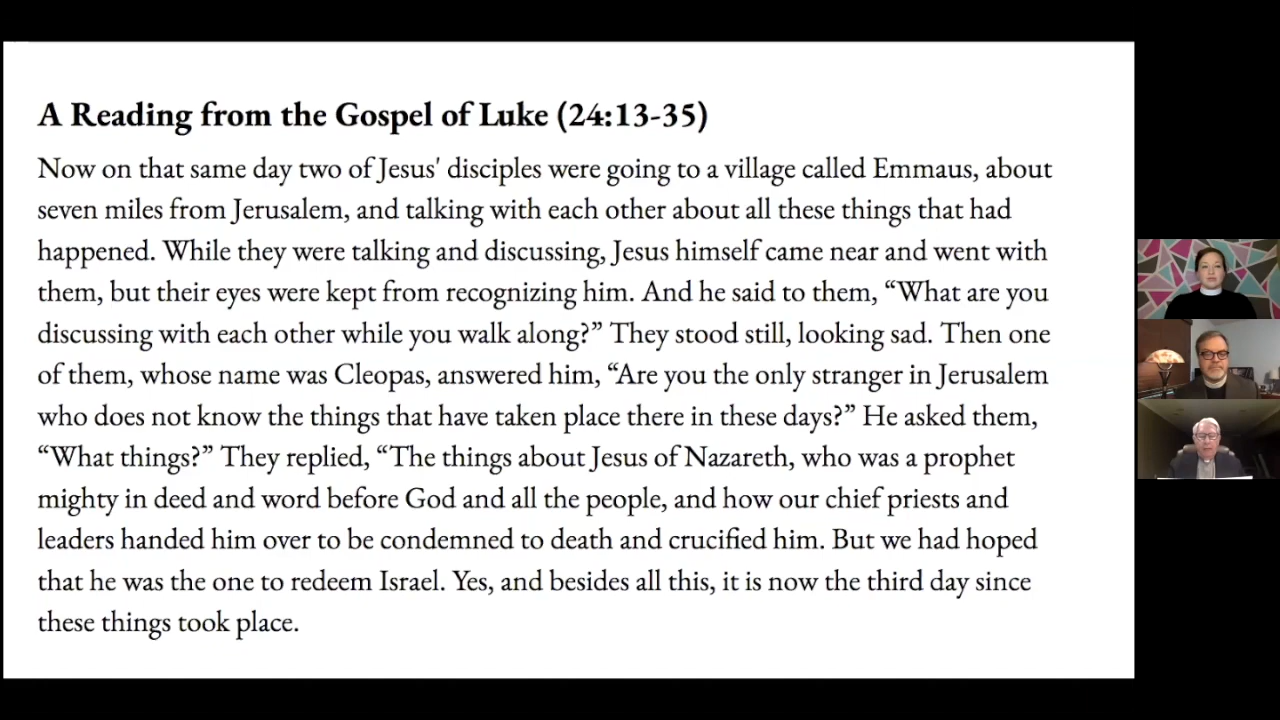 A Reading from the Gospel of Luke (24:13-35)
Now on that same day two of Jesus' disciples were going to a village called Emmaus, about
seven miles from Jerusalem, and talking with each other about all these things that had
happened. While they were talking and discussing, Jesus himself came near and went with
them, but their eyes were kept from recognizing him. And he said to them, “What are you
discussing with each other while you walk along?” They stood still, looking sad. Then one
of them, whose name was Cleopas, answered him, “Are you the only stranger in Jerusalem
who does not know the things that have taken place there in these days?” He asked them,
“What things?” They replied, “The things about Jesus of Nazareth, who was a prophet
mighty in deed and word before God and all the people, and how our chief priests and
leaders handed him over to be condemned to death and crucified him. But we had hoped
that he was the one to redeem Israel. Yes, and besides all this, it is now the third day since
these things took place.